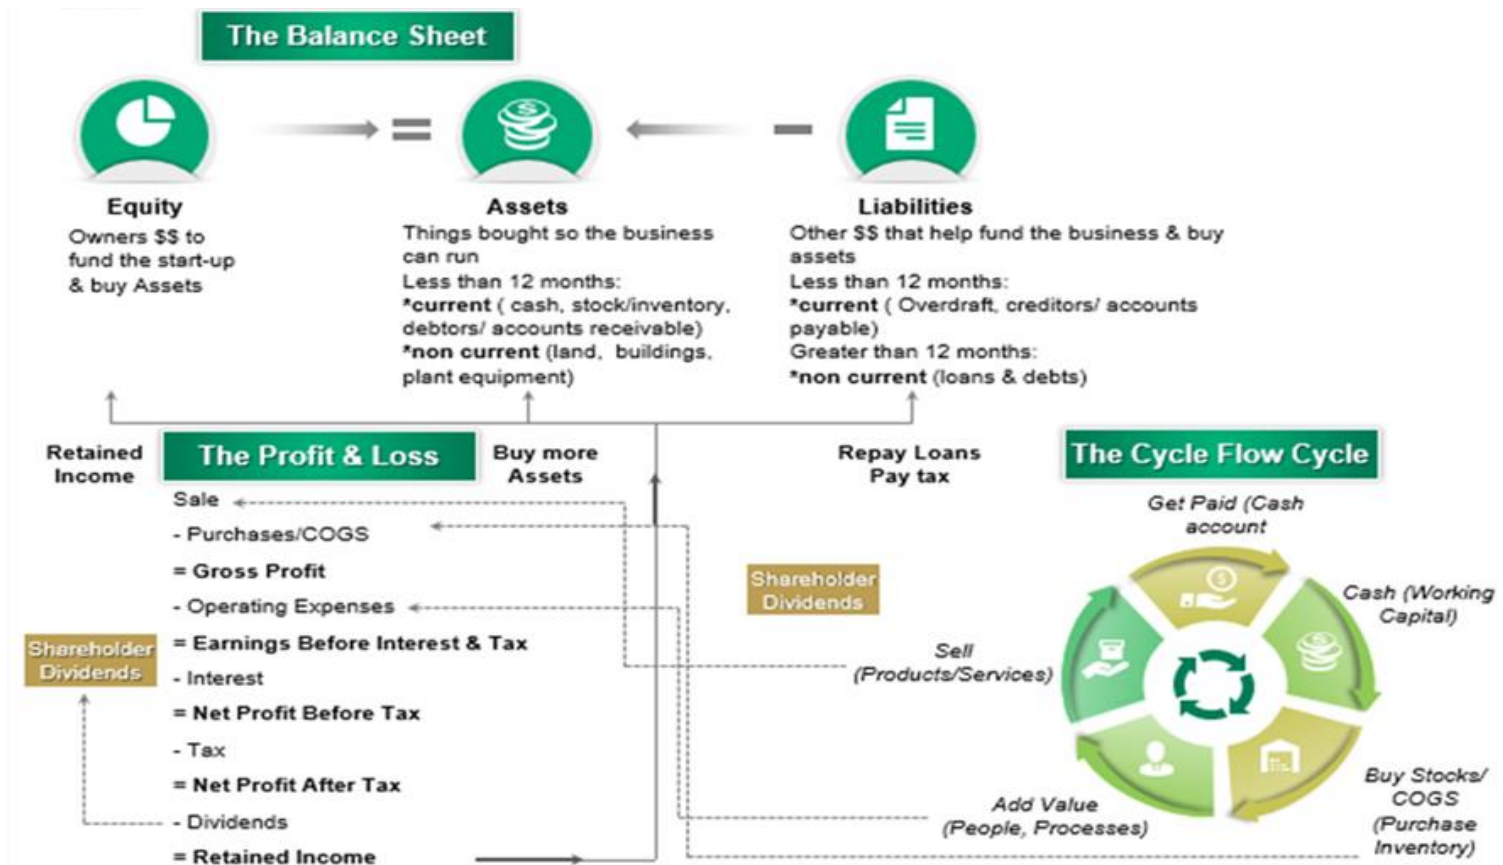 The Balance Sheet
Equity
Owners $$ to
fund the start-up
& buy Assets
=
Assets
Things bought so the business
can run
Less than 12 months:
*current ( cash, stock/inventory,
debtors/ accounts receivable)
*non current (land, buildings,
plant equipment)
-
Liabilities
Other $$ that help fund the business & buy
assets
Less than 12 months:
*current ( Overdraft, creditors/ accounts
payable)
Greater than 12 months:
*non current (loans & debts)
Retained
Income
The Profit & Loss
Buy more
Assets
Repay Loans
Pay tax
Sale
- Purchases/COGS
= Gross Profit
- Operating Expenses
= Earnings Before Interest & Tax
- Interest
= Net Profit Before Tax
- Tax
= Net Profit After Tax
- Dividends
= Retained Income
Shareholder
Dividends
Shareholder
Dividends
The Cycle Flow Cycle
Get Paid (Cash
account
Cash (Working
Capital)
Buy Stocks/
COGS
(Purchase
Inventory)
Add Value
(People, Processes)
Sell
(Products/Services)